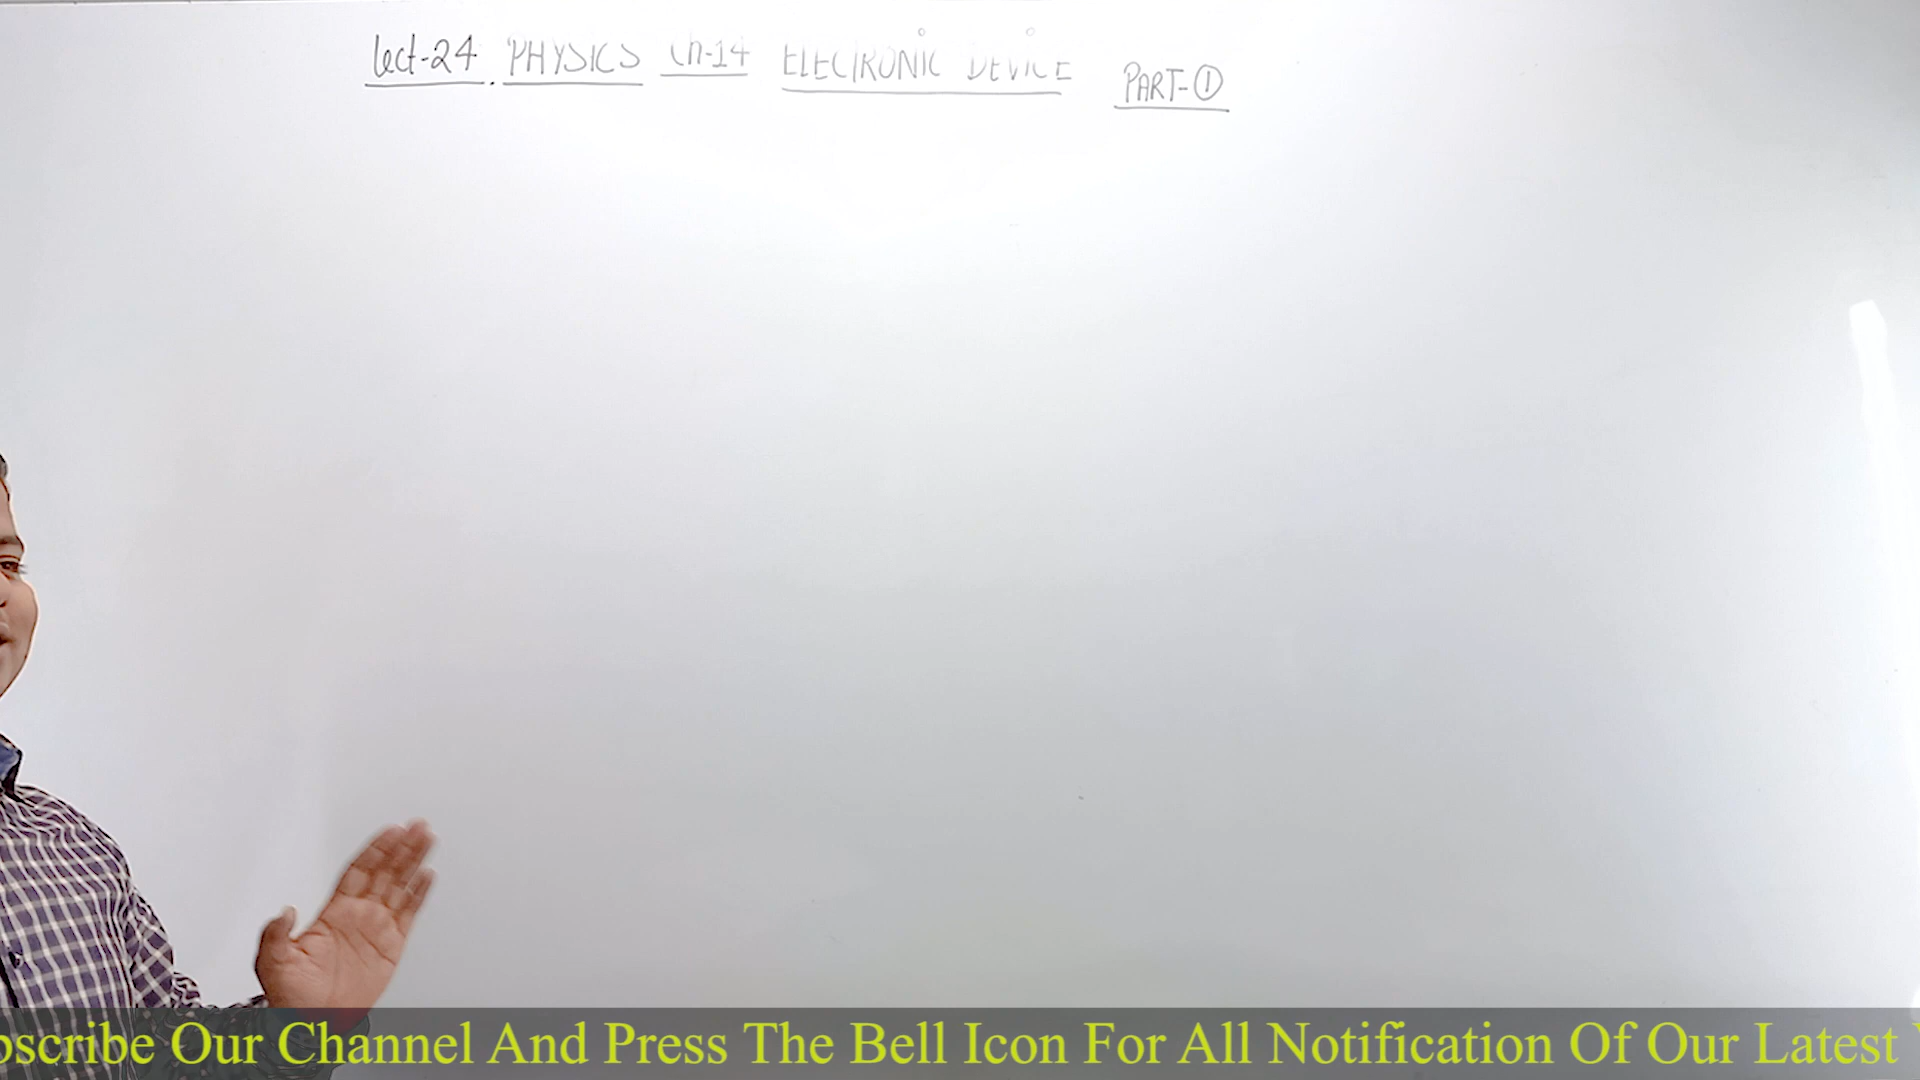 Lect-24. PHYSICS Ch-14 ELECTRONIC DEVICE PART-①
bscribe Our Channel And Press The Bell Icon For All Notification Of Our Latest